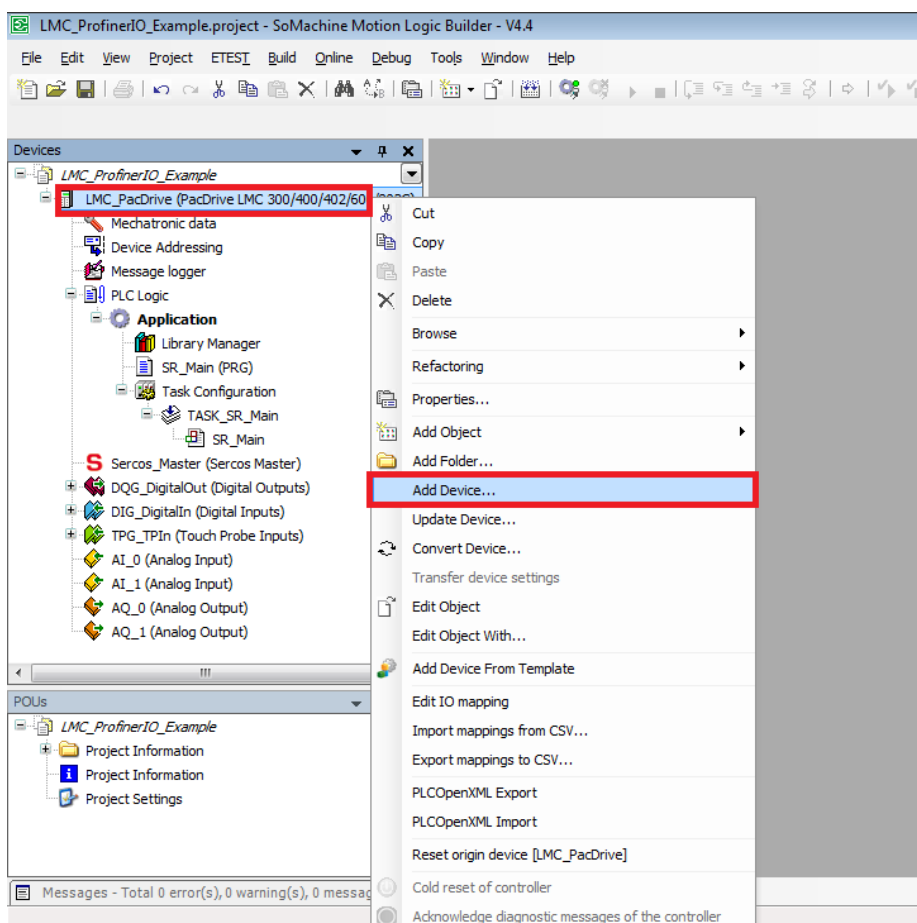 LMC_ProfinerIO_Example.project - SoMachine Motion Logic Builder - V4.4
File Edit View Project ETEST Build Online Debug Tools Window Help
Devices
LMC_ProfinerIO_Example
LMC_PacDrive (PacDrive LMC 300/400/402/60
Mechatronic data
Device Addressing
Message logger
PLC Logic
Application
Library Manager
SR_Main (PRG)
Task Configuration
TASK_SR_Main
SR_Main
Sercos_Master (Sercos Master)
DQG_DigitalOut (Digital Outputs)
DIG_DigitalIn (Digital Inputs)
TPG_TPIn (Touch Probe Inputs)
AI_0 (Analog Input)
AI_1 (Analog Input)
AQ_0 (Analog Output)
AQ_1 (Analog Output)
POUs
LMC_ProfinerIO_Example
Project Information
Project Information
Project Settings
Messages - Total 0 error(s), 0 warning(s), 0 messag
Cut
Copy
Paste
Delete
Browse
Refactoring
Properties...
Add Object
Add Folder...
Add Device...
Update Device...
Convert Device...
Transfer device settings
Edit Object
Edit Object With...
Add Device From Template
Edit IO mapping
Import mappings from CSV...
Export mappings to CSV...
PLCOpenXML Export
PLCOpenXML Import
Reset origin device [LMC_PacDrive]
Cold reset of controller
Acknowledge diagnostic messages of the controller